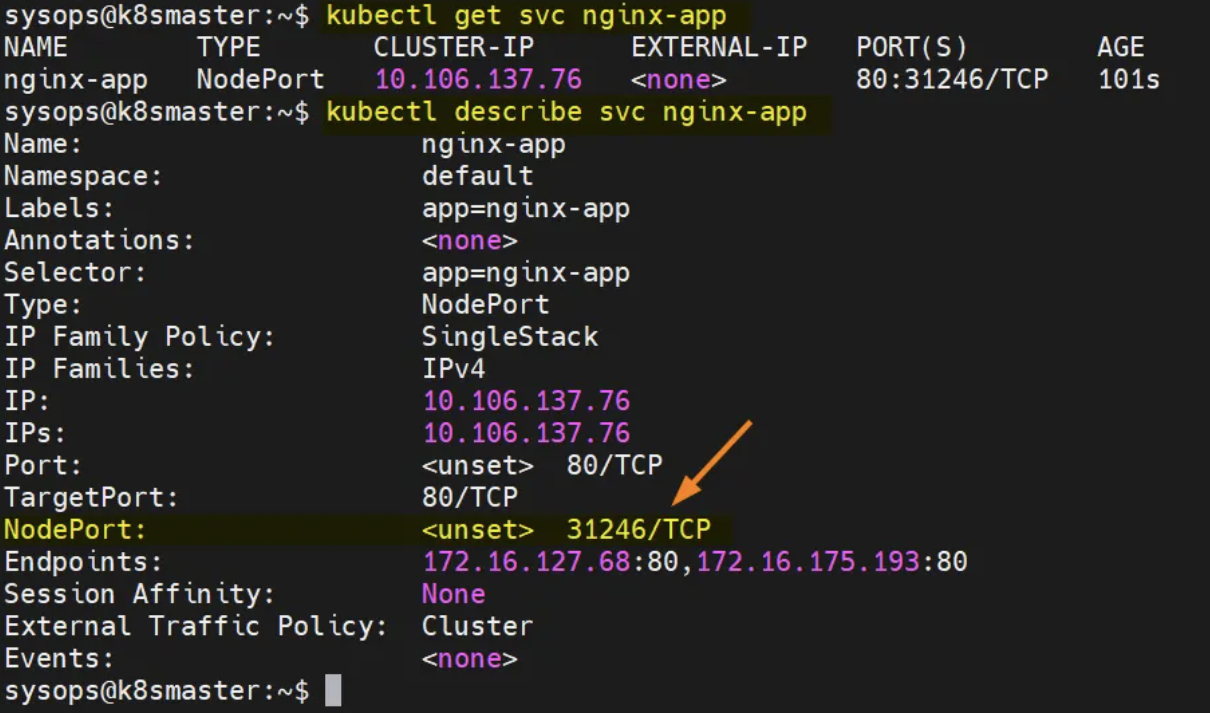 sysops@k8smaster:~$ kubectl get svc nginx-app
NAME        TYPE       CLUSTER-IP      EXTERNAL-IP   PORT(S)        AGE
nginx-app   NodePort   10.106.137.76   <none>        80:31246/TCP   101s
sysops@k8smaster:~$ kubectl describe svc nginx-app
Name:                     nginx-app
Namespace:                default
Labels:                   app=nginx-app
Annotations:              <none>
Selector:                 app=nginx-app
Type:                     NodePort
IP Family Policy:         SingleStack
IP Families:              IPv4
IP:                       10.106.137.76
IPs:                      10.106.137.76
Port:                     <unset>  80/TCP
TargetPort:               80/TCP
NodePort:                 <unset>  31246/TCP
Endpoints:                172.16.127.68:80,172.16.175.193:80
Session Affinity:         None
External Traffic Policy:  Cluster
Events:                   <none>
sysops@k8smaster:~$